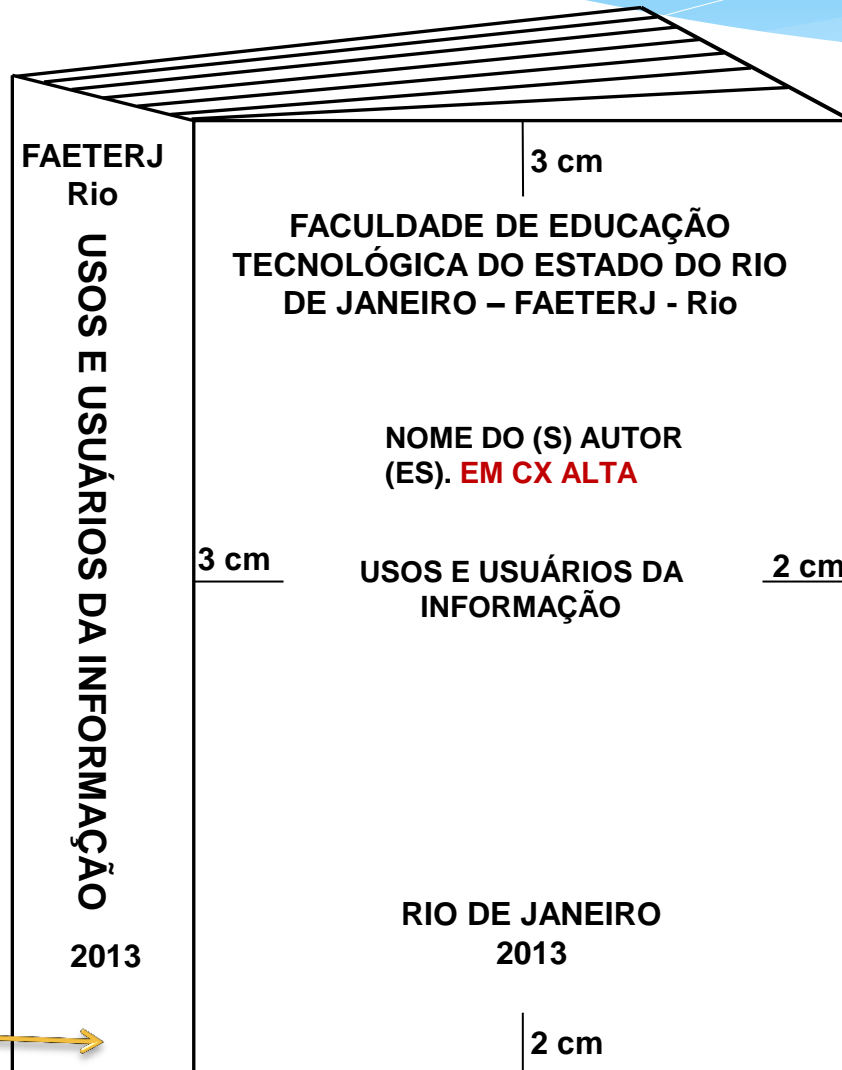 FAETERJ
Rio
USOS E USUÁRIOS DA INFORMAÇÃO
2013
3 cm
FACULDADE DE EDUCAÇÃO
TECNOLÓGICA DO ESTADO DO RIO
DE JANEIRO – FAETERJ - Rio
NOME DO (S) AUTOR
(ES). EM CX ALTA
3 cm
USOS E USUÁRIOS DA
INFORMAÇÃO
2 cm
RIO DE JANEIRO
2013
2 cm